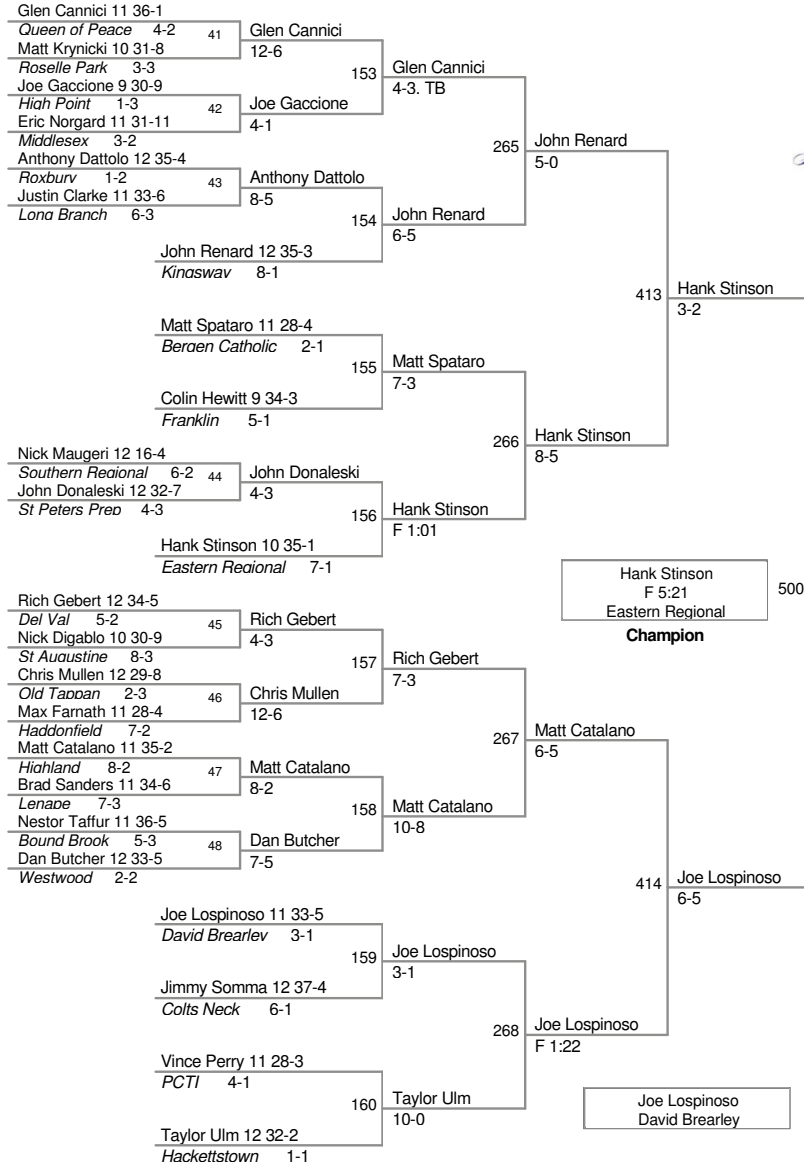 Glen Cannici 11 36-1
Queen of Peace 4-2
41
Matt Krynicki 10 31-8
Roselle Park 3-3
Glen Cannici
12-6
Joe Gaccione 9 30-9
High Point 1-3
42
Eric Norgard 11 31-11
Middlesex 3-2
Joe Gaccione
4-1
153
Glen Cannici
4-3. TB
Anthony Dattolo 12 35-4
Roxbury 1-2
43
Justin Clarke 11 33-6
Long Branch 6-3
Anthony Dattolo
8-5
John Renard 12 35-3
Kingsway 8-1
154
John Renard
6-5
265
John Renard
5-0
Matt Spataro 11 28-4
Bergen Catholic 2-1
155
Colin Hewitt 9 34-3
Franklin 5-1
Matt Spataro
7-3
Nick Maugeri 12 16-4
Southern Regional 6-2
44
John Donaleski 12 32-7
St Peters Prep 4-3
John Donaleski
4-3
156
Hank Stinson 10 35-1
Eastern Regional 7-1
Hank Stinson
F 1:01
266
Hank Stinson
8-5
413
Hank Stinson
3-2
Hank Stinson
F 5:21
Eastern Regional
500
Champion
Rich Gebert 12 34-5
Del Val 5-2
45
Nick Digablo 10 30-9
St Augustine 8-3
Rich Gebert
4-3
Chris Mullen 12 29-8
Old Tappan 2-3
46
Max Farnath 11 28-4
Haddonfield 7-2
Chris Mullen
12-6
157
Rich Gebert
7-3
Matt Catalano 11 35-2
Highland 8-2
47
Brad Sanders 11 34-6
Lenape 7-3
Matt Catalano
8-2
Nestor Taffur 11 36-5
Bound Brook 5-3
48
Dan Butcher 12 33-5
Westwood 2-2
Dan Butcher
7-5
158
Matt Catalano
10-8
267
Matt Catalano
6-5
Joe Lospinoso 11 33-5
David Brearley 3-1
159
Jimmy Somma 12 37-4
Colts Neck 6-1
Joe Lospinoso
3-1
Vince Perry 11 28-3
PCTI 4-1
160
Taylor Ulm 12 32-2
Hackettstown 1-1
Taylor Ulm
10-0
268
Joe Lospinoso
F 1:22
414
Joe Lospinoso
6-5
Joe Lospinoso
David Brearley